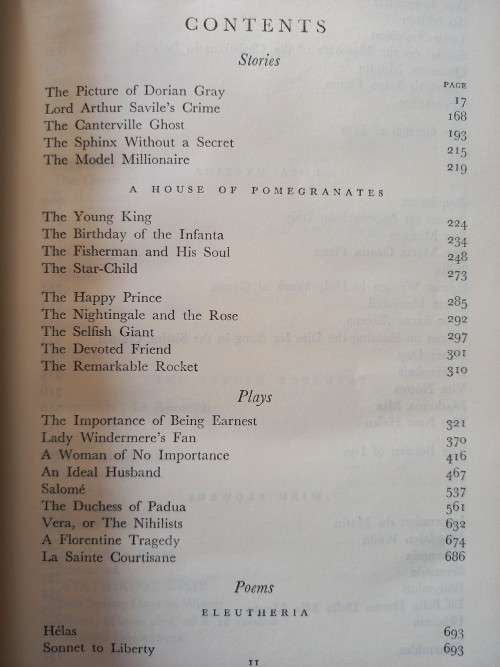 CONTENTS
Stories
PAGE
The Picture of Dorian Gray 17
Lord Arthur Savile's Crime 168
The Canterville Ghost 193
The Sphinx Without a Secret 215
The Model Millionaire 219
A HOUSE OF POMEGRANATES
The Young King 224
The Birthday of the Infanta 234
The Fisherman and His Soul 248
The Star-Child 273
The Happy Prince 285
The Nightingale and the Rose 292
The Selfish Giant 297
The Devoted Friend 301
The Remarkable Rocket 310
Plays
The Importance of Being Earnest 321
Lady Windermere's Fan 370
A Woman of No Importance 416
An Ideal Husband 467
Salomé 537
The Duchess of Padua 561
Vera, or The Nihilists 632
A Florentine Tragedy 674
La Sainte Courtisane 686
Poems
ELEUTHERIA
Hélas 693
Sonnet to Liberty 693
11